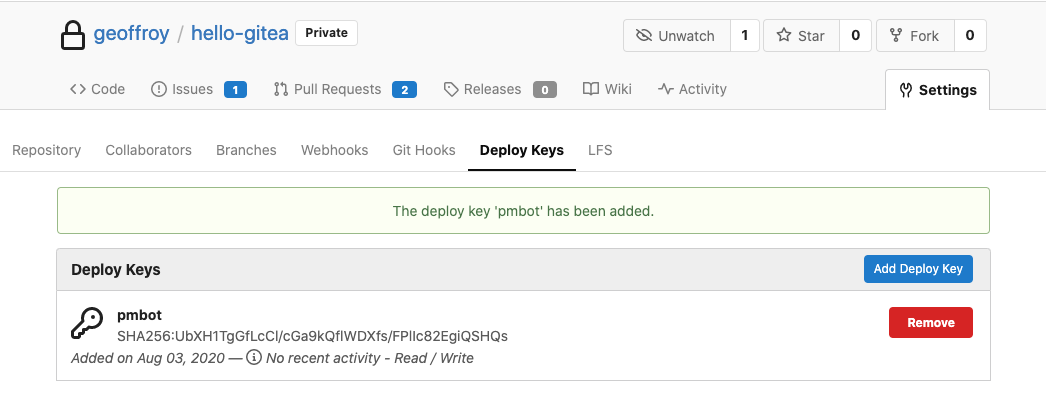 geoffroy / hello-gitea Private Unwatch 1 Star 0 Fork 0
Code Issues 1 Pull Requests 2 Releases 0 Wiki Activity Settings
Repository Collaborators Branches Webhooks Git Hooks Deploy Keys LFS
The deploy key 'pmbot' has been added.
Deploy Keys Add Deploy Key
pmbot
SHA256:UbXH1TgGfLcCl/cGa9kQflWDXfs/FPlIc82EgiQSHQs Remove
Added on Aug 03, 2020 — No recent activity - Read / Write